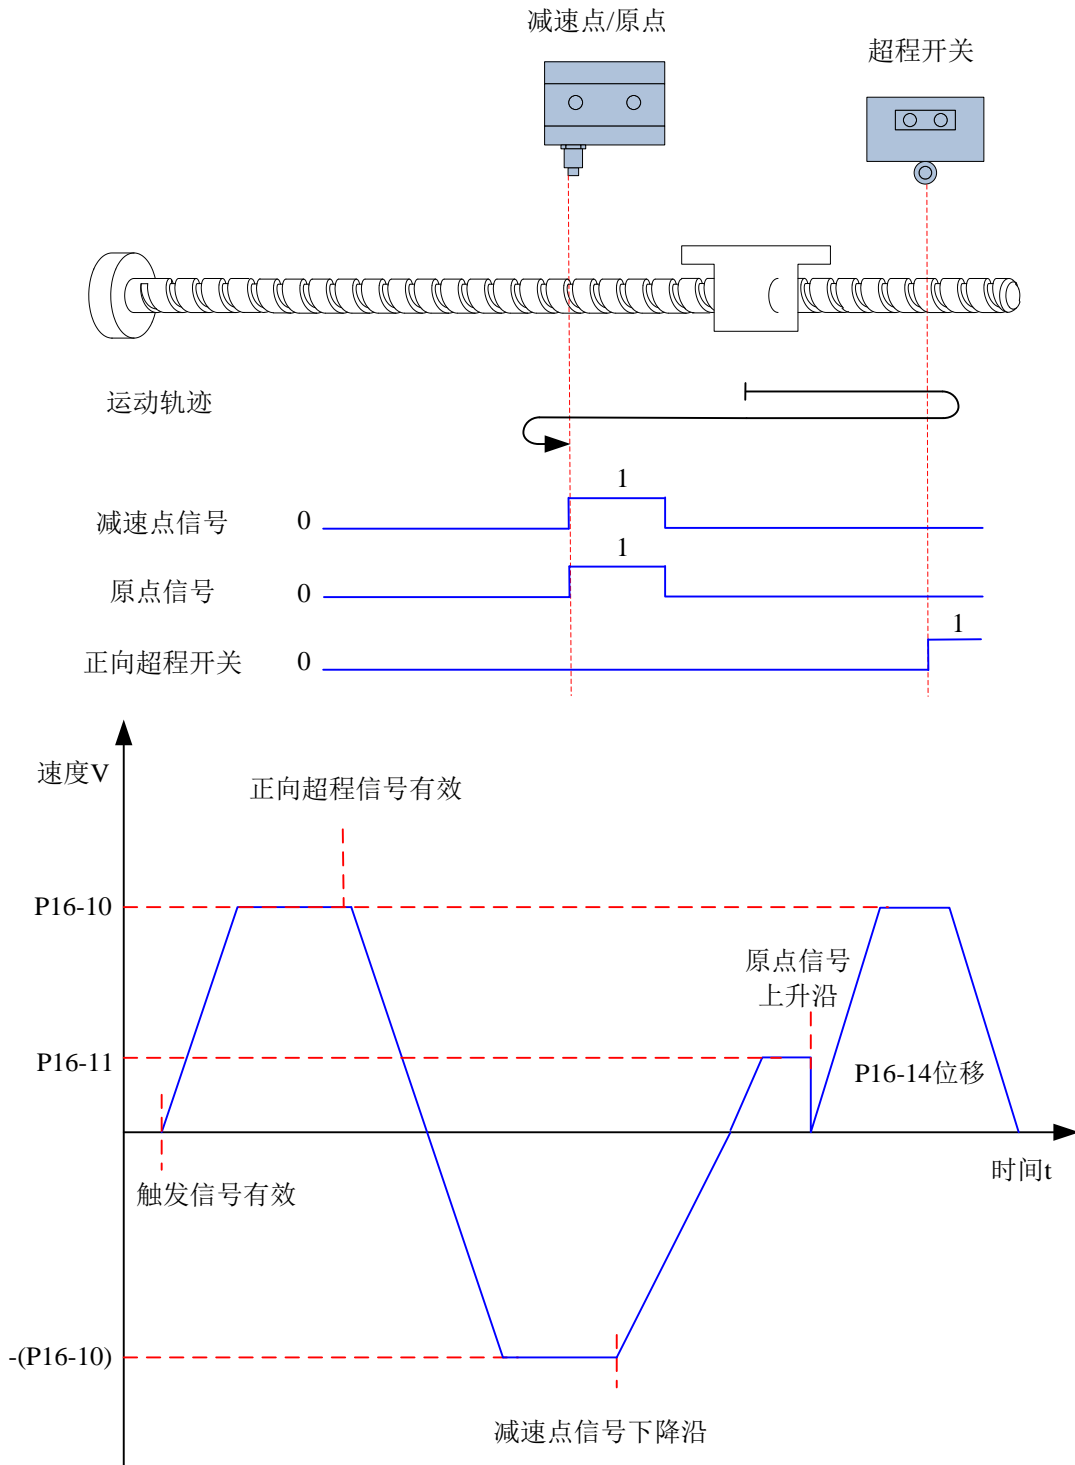 减速点/原点
超程开关
运动轨迹
1
减速点信号
0
1
原点信号
0
1
正向超程开关
0
速度V
正向超程信号有效
P16-10
原点信号
上升沿
P16-11
P16-14位移
时间t
触发信号有效
-(P16-10)
减速点信号下降沿